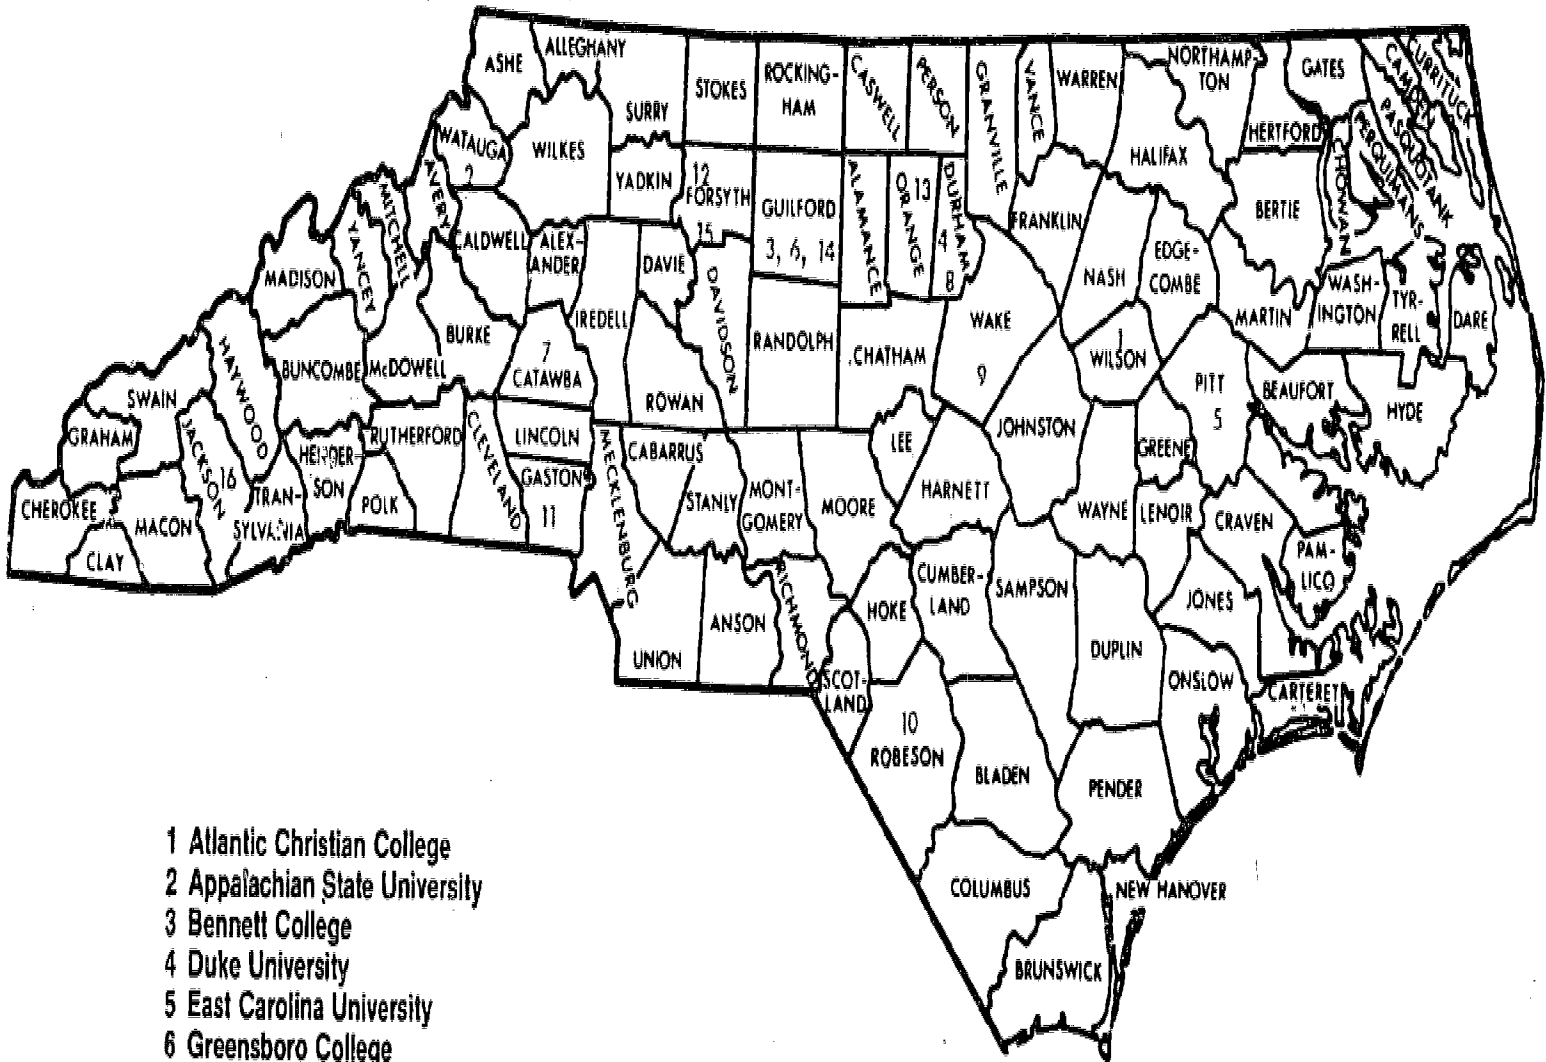 ASHE
ALLEGHANY
SURRY
STOKES
ROCKING-
HAM
CASWELL
PERSON
GRANVILLE
VANCE
WARREN
NORTHAMP-
TON
GATES
CAMDEN
CURRITUCK
PASQUOTANK
PERQUIMANS
HERTFORD
CHOWAN
HALIFAX
WATAUGA
2
WILKES
YADKIN
12
FORSYTH
15
GUILFORD
3, 6, 14
ALAMANCE
13
ORANGE
DURHAM
4
8
FRANKLIN
BERTIE
AVERY
MITCHELL
YANCEY
MADISON
CALDWELL
ALEX-
ANDER
DAVIE
DAVIDSON
IREDELL
NASH
EDGE-
COMBE
MARTIN
WASH-
INGTON
TYR-
RELL
DARE
HAYWOOD
BUNCOMBE
McDOWELL
BURKE
7
CATAWBA
ROWAN
RANDOLPH
CHATHAM
WAKE
9
1
WILSON
PITT
5
BEAUFORT
HYDE
SWAIN
GRAHAM
JACKSON
16
CHEROKEE
CLAY
MACON
TRAN-
SYLVANIA
HENDER-
SON
POLK
RUTHERFORD
CLEVELAND
LINCOLN
GASTON
11
MECKLENBURG
CABARRUS
STANLY
MONT-
GOMERY
MOORE
LEE
HARNETT
JOHNSTON
GREENE
WAYNE
LENOIR
CRAVEN
PAM-
LICO
JONES
UNION
ANSON
RICHMOND
SCOT-
LAND
HOKE
CUMBER-
LAND
SAMPSON
DUPLIN
ONSLOW
CARTERET
10
ROBESON
BLADEN
PENDER
COLUMBUS
NEW HANOVER
BRUNSWICK
1 Atlantic Christian College
2 Appalachian State University
3 Bennett College
4 Duke University
5 East Carolina University
6 Greensboro College